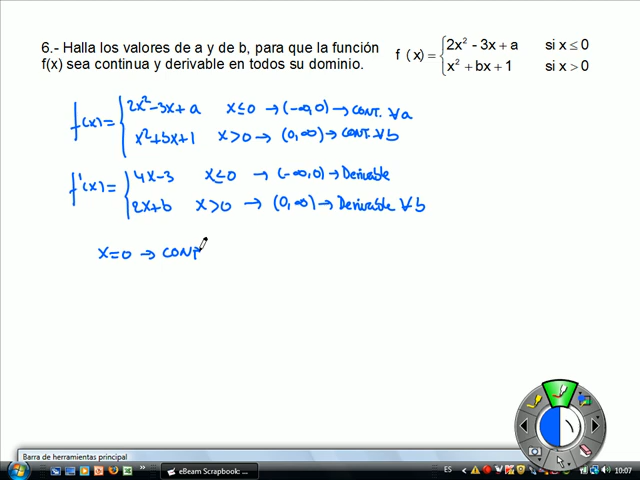 6.- Halla los valores de a y de b, para que la función
f(x) sea continua y derivable en todos su dominio.
f (x) = { 2x² - 3x + a si x ≤ 0
x² + bx + 1 si x > 0
f(x) = { 2x² - 3x + a x ≤ 0 → (-∞, 0) → CONT. ∀a
x² + bx + 1 x > 0 → (0, ∞) → CONT. ∀b
f'(x) = { 4x - 3 x ≤ 0 → (-∞, 0) → Derivable
2x + b x > 0 → (0, ∞) → Derivable ∀b
x = 0 → CONT
Barra de herramientas principal
eBeam Scrapbook: ...
ES
10:07